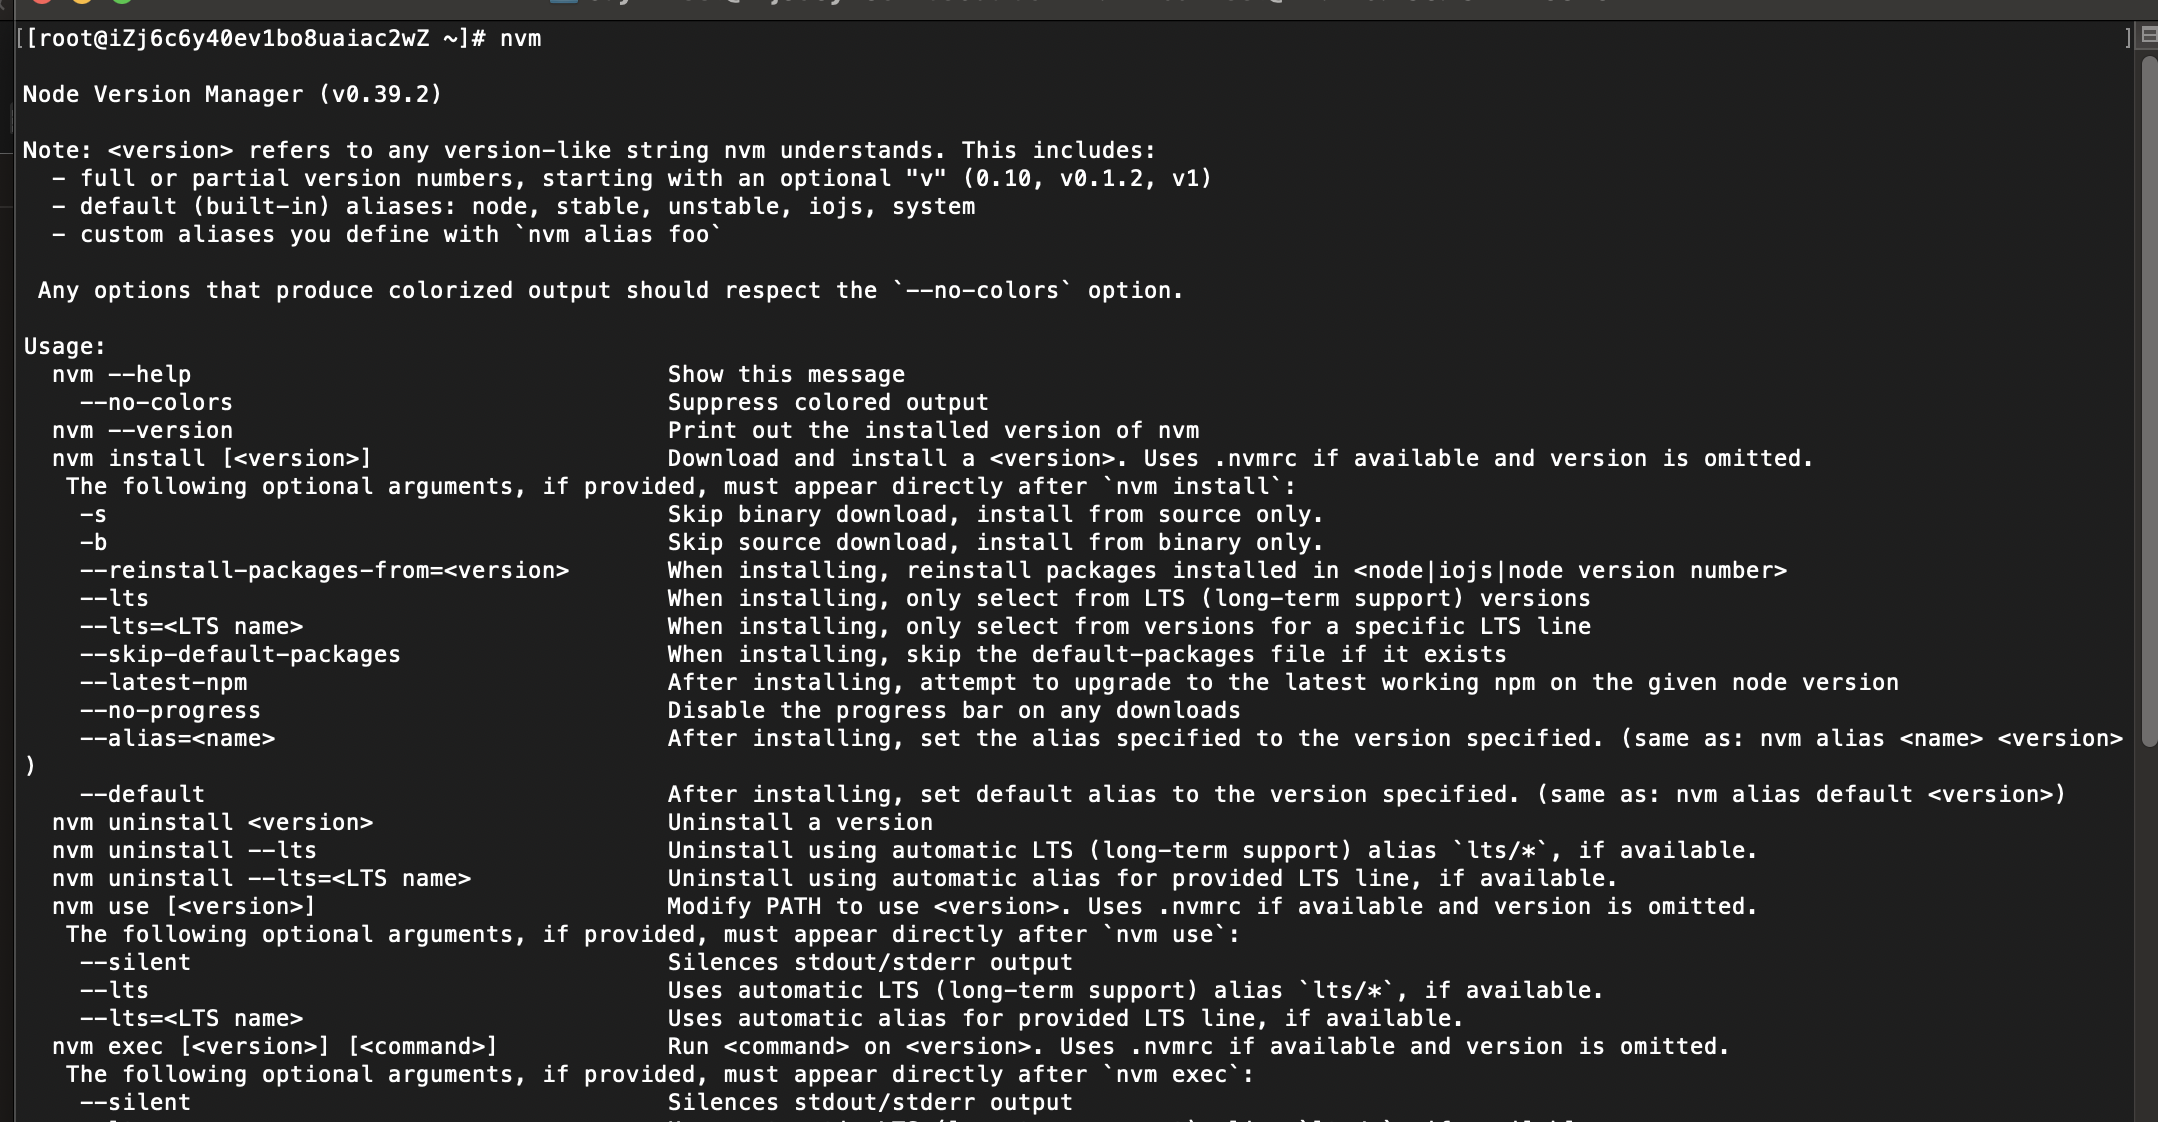 [[root@iZj6c6y40ev1bo8uaiac2wZ ~]# nvm ]

Node Version Manager (v0.39.2)

Note: <version> refers to any version-like string nvm understands. This includes:
  - full or partial version numbers, starting with an optional "v" (0.10, v0.1.2, v1)
  - default (built-in) aliases: node, stable, unstable, iojs, system
  - custom aliases you define with `nvm alias foo`

 Any options that produce colorized output should respect the `--no-colors` option.

Usage:
  nvm --help                                  Show this message
    --no-colors                               Suppress colored output
  nvm --version                               Print out the installed version of nvm
  nvm install [<version>]                     Download and install a <version>. Uses .nvmrc if available and version is omitted.
   The following optional arguments, if provided, must appear directly after `nvm install`:
    -s                                        Skip binary download, install from source only.
    -b                                        Skip source download, install from binary only.
    --reinstall-packages-from=<version>       When installing, reinstall packages installed in <node|iojs|node version number>
    --lts                                     When installing, only select from LTS (long-term support) versions
    --lts=<LTS name>                          When installing, only select from versions for a specific LTS line
    --skip-default-packages                   When installing, skip the default-packages file if it exists
    --latest-npm                              After installing, attempt to upgrade to the latest working npm on the given node version
    --no-progress                             Disable the progress bar on any downloads
    --alias=<name>                            After installing, set the alias specified to the version specified. (same as: nvm alias <name> <version>
)
    --default                                 After installing, set default alias to the version specified. (same as: nvm alias default <version>)
  nvm uninstall <version>                     Uninstall a version
  nvm uninstall --lts                         Uninstall using automatic LTS (long-term support) alias `lts/*`, if available.
  nvm uninstall --lts=<LTS name>              Uninstall using automatic alias for provided LTS line, if available.
  nvm use [<version>]                         Modify PATH to use <version>. Uses .nvmrc if available and version is omitted.
   The following optional arguments, if provided, must appear directly after `nvm use`:
    --silent                                  Silences stdout/stderr output
    --lts                                     Uses automatic LTS (long-term support) alias `lts/*`, if available.
    --lts=<LTS name>                          Uses automatic alias for provided LTS line, if available.
  nvm exec [<version>] [<command>]            Run <command> on <version>. Uses .nvmrc if available and version is omitted.
   The following optional arguments, if provided, must appear directly after `nvm exec`:
    --silent                                  Silences stdout/stderr output